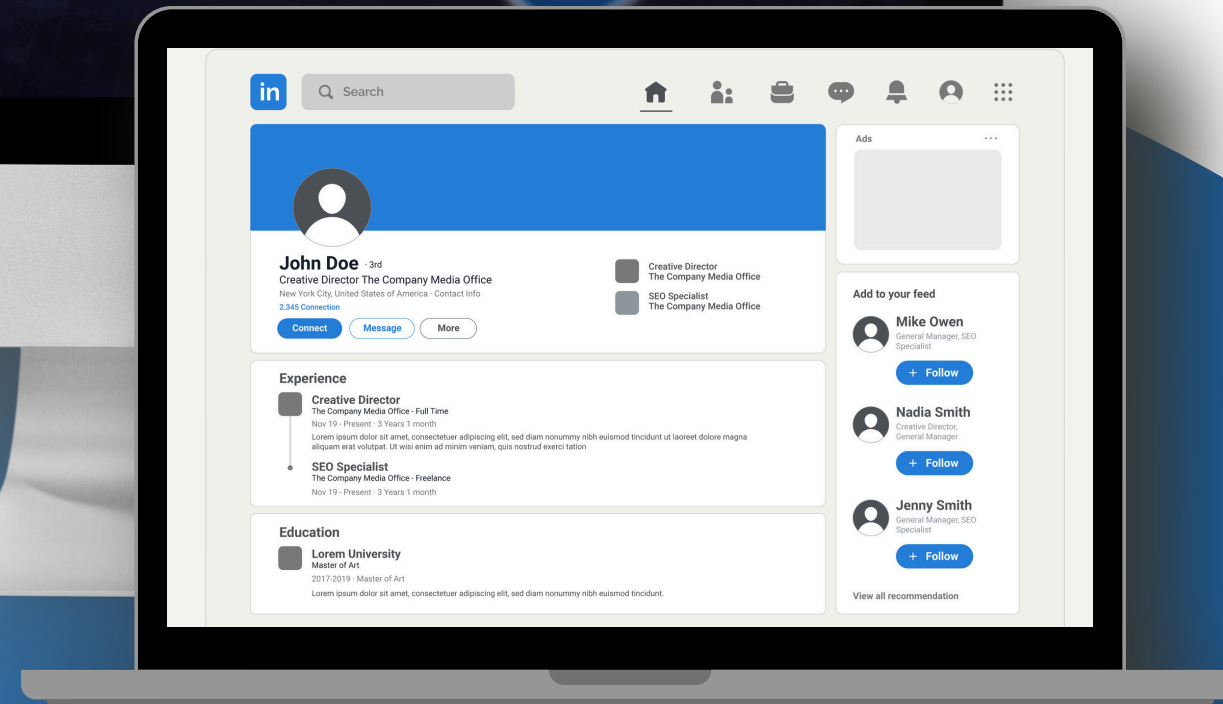 in
Search
John Doe · 3rd
Creative Director The Company Media Office
New York City, United States of America · Contact Info
2.345 Connection
Connect
Message
More
Creative Director
The Company Media Office
SEO Specialist
The Company Media Office
Experience
Creative Director
The Company Media Office - Full Time
Nov 19 - Present · 3 Years 1 month
Lorem ipsum dolor sit amet, consectetuer adipiscing elit, sed diam nonummy nibh euismod tincidunt ut laoreet dolore magna
aliquam erat volutpat. Ut wisi enim ad minim veniam, quis nostrud exerci tation
SEO Specialist
The Company Media Office - Freelance
Nov 19 - Present · 3 Years 1 month
Education
Lorem University
Master of Art
2017-2019 · Master of Art
Lorem ipsum dolor sit amet, consectetuer adipiscing elit, sed diam nonummy nibh euismod tincidunt.
Ads
Add to your feed
Mike Owen
General Manager, SEO
Specialist
+ Follow
Nadia Smith
Creative Director,
General Manager
+ Follow
Jenny Smith
General Manager, SEO
Specialist
+ Follow
View all recommendation